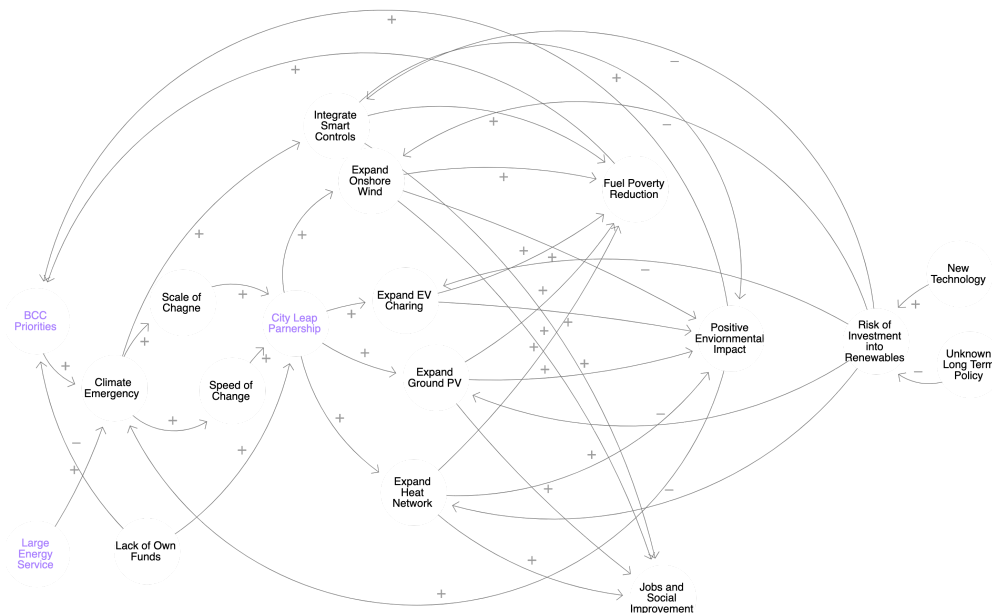 Integrate
Smart
Controls
Expand
Onshore
Wind
Fuel Poverty
Reduction
New
Technology
Scale of
Chagne
Expand EV
Charing
BCC
Priorities
City Leap
Parnership
Positive
Enviornmental
Impact
Risk of
Investment
into
Renewables
Unknown
Long Term
Policy
Climate
Emergency
Speed of
Change
Expand
Ground PV
Expand
Heat
Network
Large
Energy
Service
Lack of Own
Funds
Jobs and
Social
Improvement